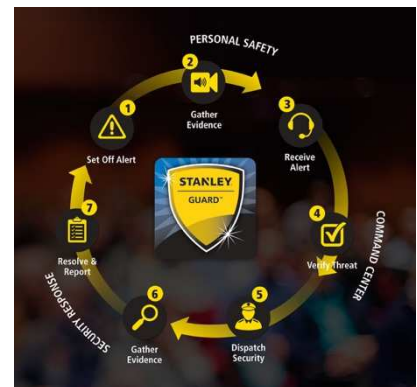 PERSONAL SAFETY
1
Set Off Alert
2
Gather
Evidence
3
Receive
Alert
COMMAND CENTER
4
Verify Threat
5
Dispatch
Security
SECURITY RESPONSE
6
Gather
Evidence
7
Resolve &
Report
STANLEY
GUARD™